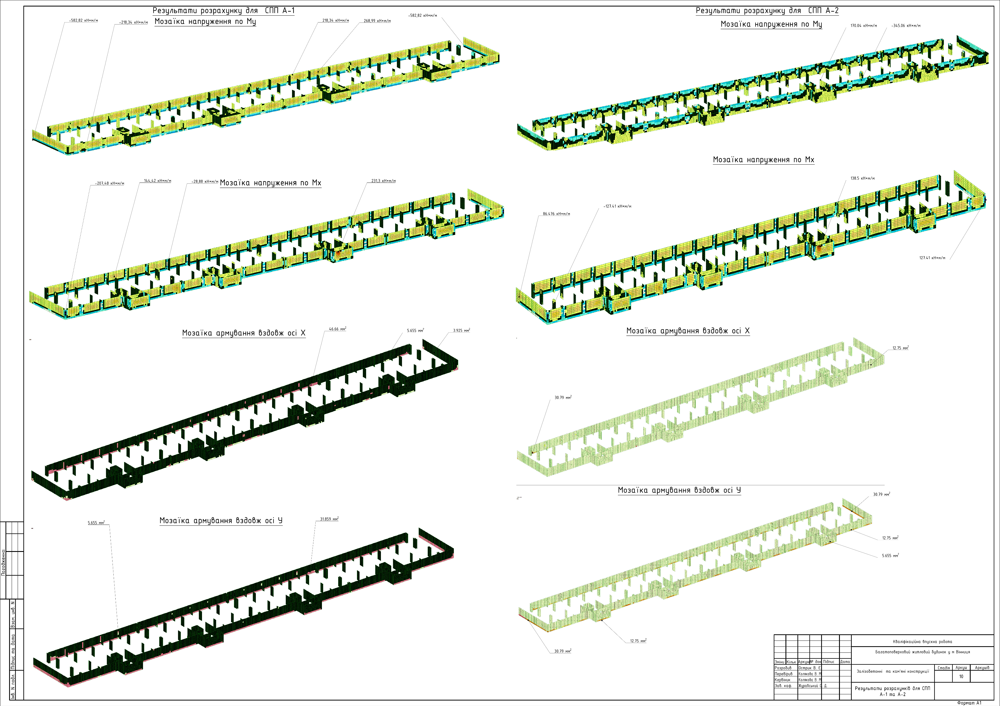 Результати розрахунку для СПП А-1
Мозаїка напруження по Му
-582,82 кН*м/м
-218,34 кН*м/м
218,34 кН*м/м
268,99 кН*м/м
-582,82 кН*м/м
Мозаїка напруження по Мх
-207,48 кН*м/м
144,42 кН*м/м
-28,88 кН*м/м
231,3 кН*м/м
Мозаїка армування вздовж осі Х
46.66 мм²
5.655 мм²
3.925 мм²
Мозаїка армування вздовж осі У
5.655 мм²
31.859 мм²
Результати розрахунку для СПП А-2
Мозаїка напруження по Му
170.04 кН*м/м
-345.06 кН*м/м
Мозаїка напруження по Мх
138.5 кН*м/м
-127.41 кН*м/м
86.476 кН*м/м
127.41 кН*м/м
Мозаїка армування вздовж осі Х
12.75 мм²
30.79 мм²
Мозаїка армування вздовж осі У
30.79 мм²
12.75 мм²
5.655 мм²
12.75 мм²
30.79 мм²
Погодженно:
Взам. инв. N
Підпис та дата
Інв. N подл.
Кваліфікаційна впускна робота
Багатоповерховий житловий будинок у м Вінниця
Зміни Кільк Аркуш № док Підпис Дата
Розробив Острик В. Є.
Перевірив Колякова В. М
Кервіник Колякова В. М
Зав. каф. Журавський О. Д.
Залізобетонні та кам'яні конструкції
Стадія Аркуш Аркушів
10
Результати розрахунків для СПП
А-1 та А-2
Формат А1